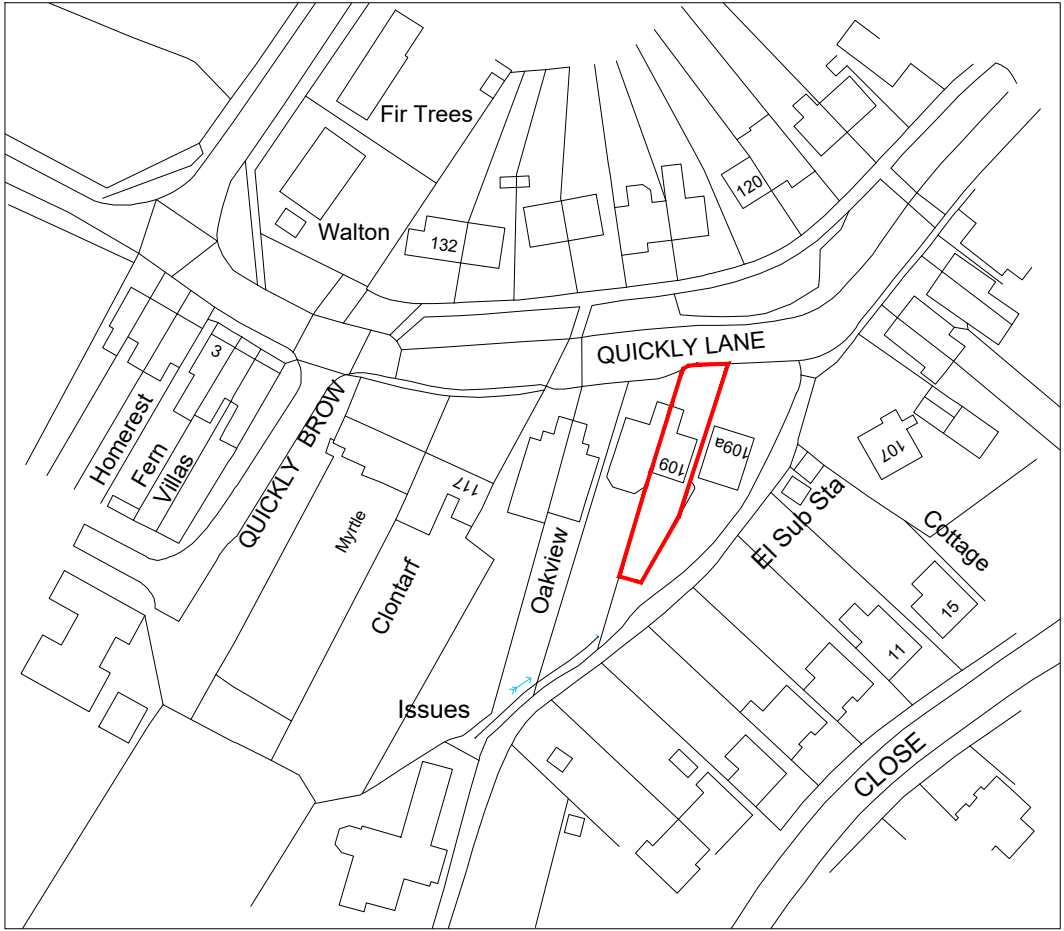 Fir Trees
120
Walton
132
QUICKLY LANE
3
Homerest
Fern
Villas
QUICKLY BROW
117
Myrtle
Clontarf
Oakview
109
109a
107
El Sub Sta
Cottage
15
11
Issues
CLOSE